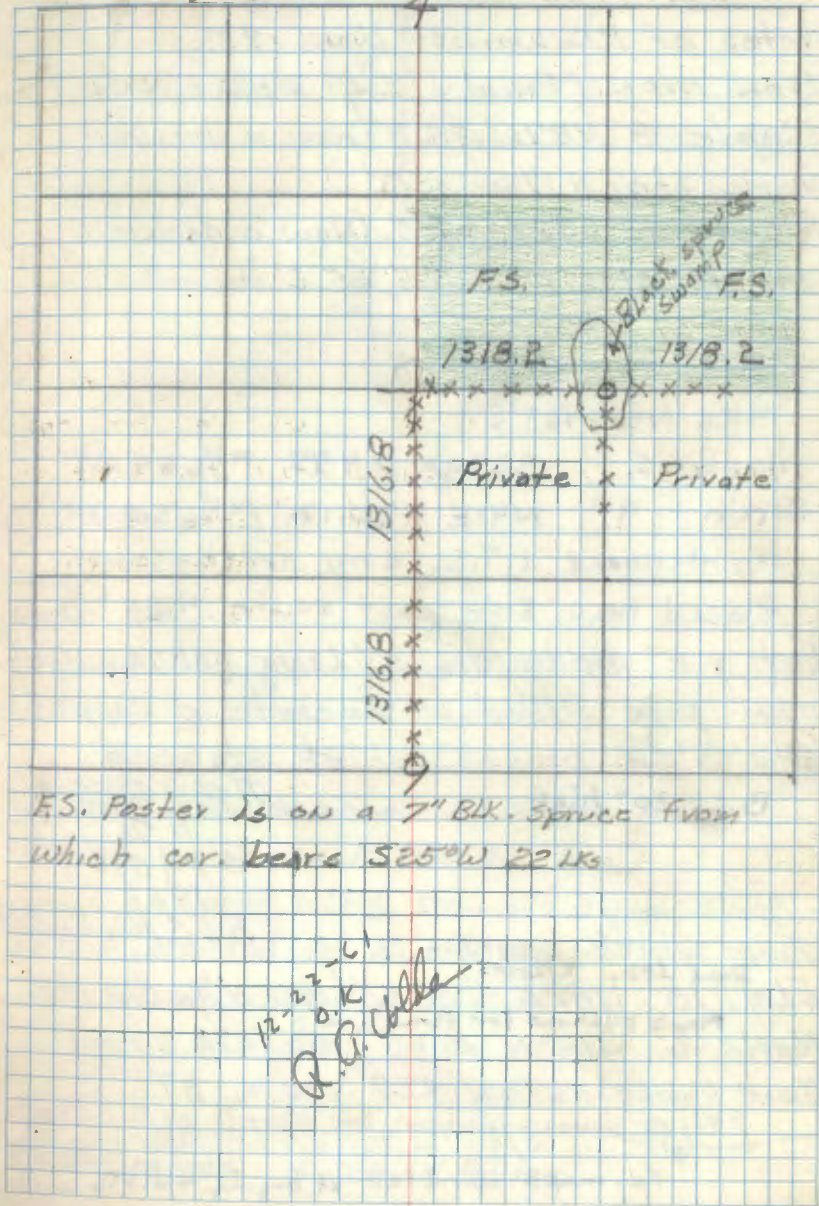 4
Black spruce
swamp
F.S.
F.S.
1318.2
1318.2
1316.8
Private
Private
1316.8
F.S. Poster is on a 7" BLK. spruce from
which cor. bears S25°W 22 LKs
12-22-61
O.K
R.A.